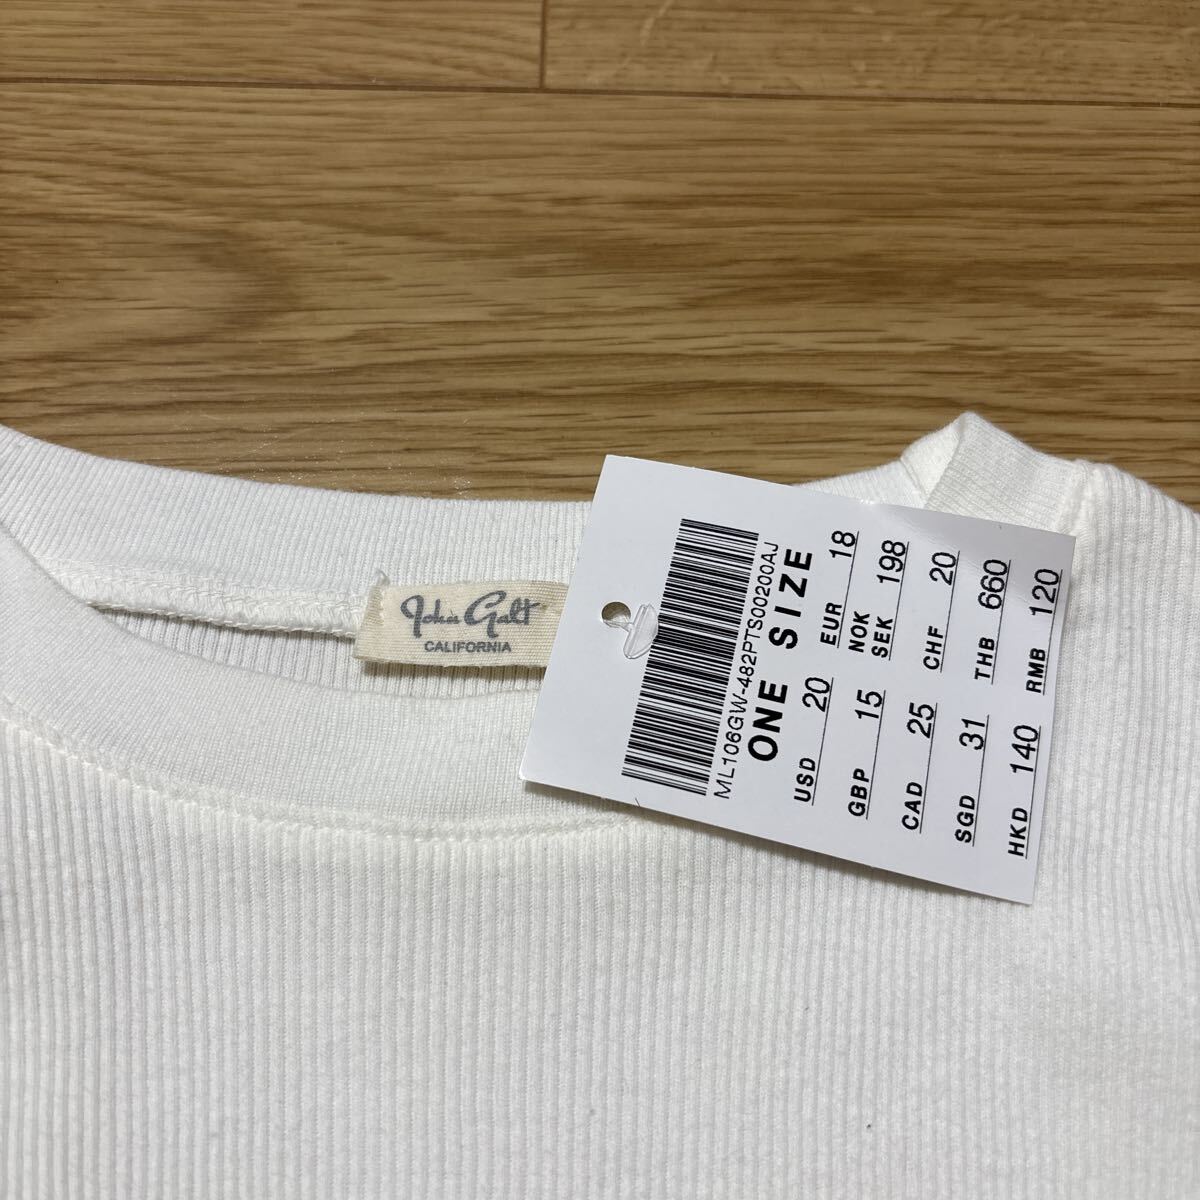 John Galt
CALIFORNIA
ML106GW-482PTS00200AJ
ONE SIZE
USD 20 EUR 18
GBP 15 NOK SEK 198
CAD 25 CHF 20
SGD 31 THB 660
HKD 140 RMB 120